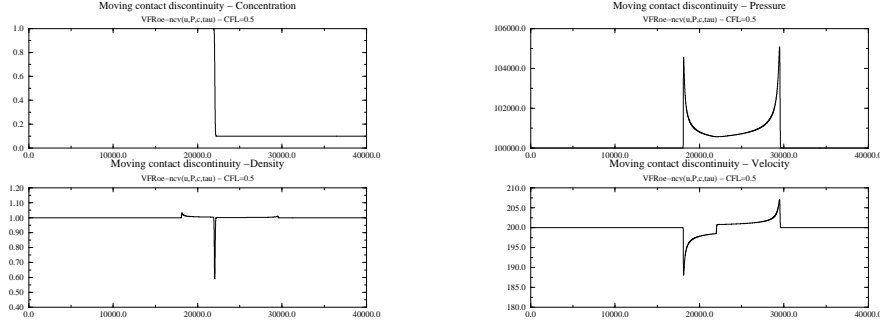 Moving contact discontinuity – Concentration
VFRoe–ncv(u,P,c,tau) – CFL=0.5
1.0
0.8
0.6
0.4
0.2
0.0
0.0 10000.0 20000.0 30000.0 40000.0
Moving contact discontinuity – Pressure
VFRoe–ncv(u,P,c,tau) – CFL=0.5
106000.0
104000.0
102000.0
100000.0
0.0 10000.0 20000.0 30000.0 40000.0
Moving contact discontinuity –Density
VFRoe–ncv(u,P,c,tau) – CFL=0.5
1.20
1.10
1.00
0.90
0.80
0.70
0.60
0.50
0.40
0.0 10000.0 20000.0 30000.0 40000.0
Moving contact discontinuity – Velocity
VFRoe–ncv(u,P,c,tau) – CFL=0.5
210.0
205.0
200.0
195.0
190.0
185.0
180.0
0.0 10000.0 20000.0 30000.0 40000.0